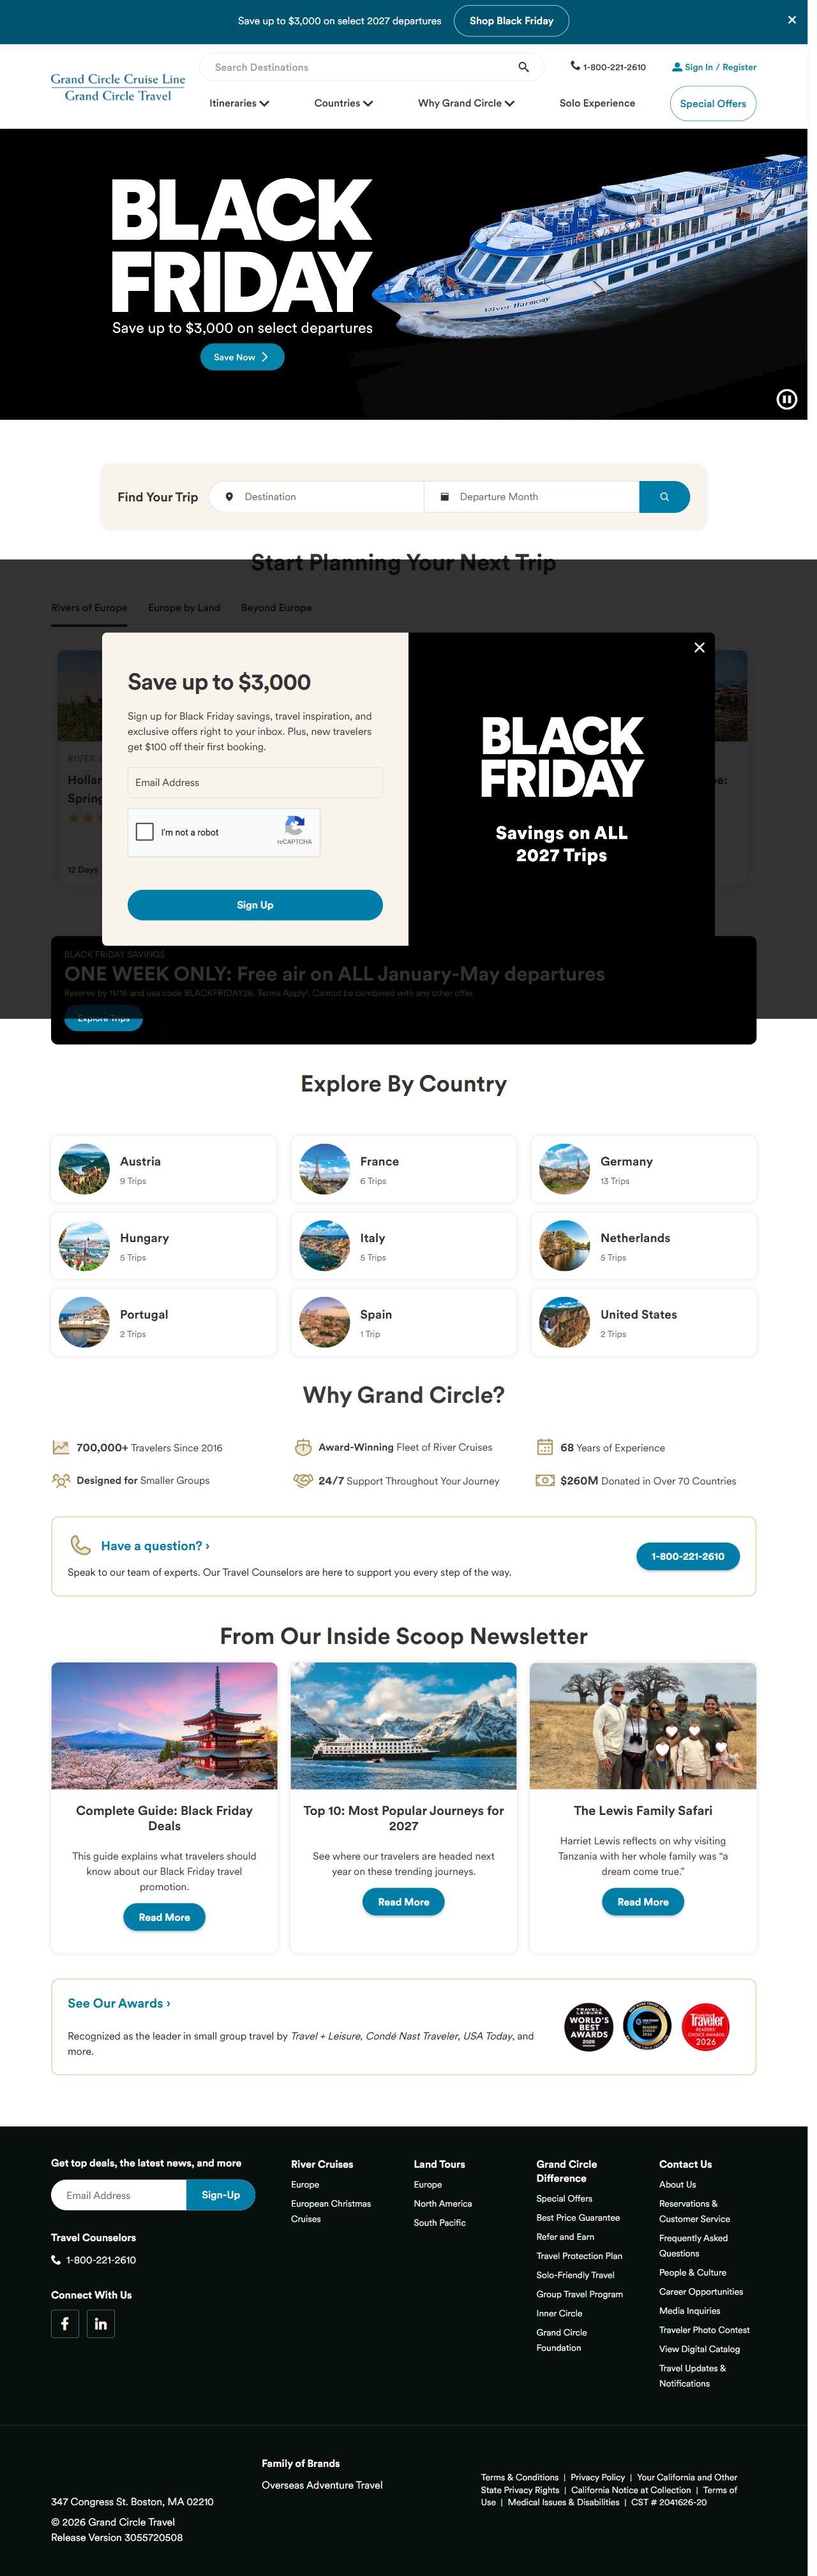 Save up to $3,000 on select 2027 departures
Shop Black Friday
Grand Circle Cruise Line
Grand Circle Travel
Search Destinations
1-800-221-2610
Sign In / Register
Itineraries
Countries
Why Grand Circle
Solo Experience
Special Offers
BLACK
FRIDAY
Save up to $3,000 on select departures
Save Now
River Harmony
Find Your Trip
Destination
Departure Month
Start Planning Your Next Trip
Rivers of Europe
Europe by Land
Beyond Europe
Save up to $3,000
Sign up for Black Friday savings, travel inspiration, and
exclusive offers right to your inbox. Plus, new travelers
get $100 off their first booking.
Email Address
I'm not a robot
reCAPTCHA
Sign Up
BLACK
FRIDAY
Savings on ALL
2027 Trips
RIVER
Spring
12 Days
BLACK FRIDAY SAVINGS
ONE WEEK ONLY: Free air on ALL January-May departures
Reserve by 11/16 and use code BLACKFRIDAY26. Terms Apply*. Cannot be combined with any other offer.
Explore Trips
Explore By Country
Austria
9 Trips
France
6 Trips
Germany
13 Trips
Hungary
5 Trips
Italy
5 Trips
Netherlands
5 Trips
Portugal
2 Trips
Spain
1 Trip
United States
2 Trips
Why Grand Circle?
700,000+ Travelers Since 2016
Award-Winning Fleet of River Cruises
68 Years of Experience
Designed for Smaller Groups
24/7 Support Throughout Your Journey
$260M Donated in Over 70 Countries
Have a question? ›
Speak to our team of experts. Our Travel Counselors are here to support you every step of the way.
1-800-221-2610
From Our Inside Scoop Newsletter
Complete Guide: Black Friday
Deals
This guide explains what travelers should
know about our Black Friday travel
promotion.
Read More
Top 10: Most Popular Journeys for
2027
See where our travelers are headed next
year on these trending journeys.
Read More
The Lewis Family Safari
Harriet Lewis reflects on why visiting
Tanzania with her whole family was “a
dream come true.”
Read More
See Our Awards ›
Recognized as the leader in small group travel by Travel + Leisure, Condé Nast Traveler, USA Today, and
more.
TRAVEL+
LEISURE
WORLD'S
BEST
AWARDS
2026
Traveler
READERS'
CHOICE AWARDS
2026
Get top deals, the latest news, and more
Email Address
Sign-Up
Travel Counselors
1-800-221-2610
Connect With Us
River Cruises
Europe
European Christmas
Cruises
Land Tours
Europe
North America
South Pacific
Grand Circle
Difference
Special Offers
Best Price Guarantee
Refer and Earn
Travel Protection Plan
Solo-Friendly Travel
Group Travel Program
Inner Circle
Grand Circle
Foundation
Contact Us
About Us
Reservations &
Customer Service
Frequently Asked
Questions
People & Culture
Career Opportunities
Media Inquiries
Traveler Photo Contest
View Digital Catalog
Travel Updates &
Notifications
347 Congress St. Boston, MA 02210
© 2026 Grand Circle Travel
Release Version 3055720508
Family of Brands
Overseas Adventure Travel
Terms & Conditions | Privacy Policy | Your California and Other
State Privacy Rights | California Notice at Collection | Terms of
Use | Medical Issues & Disabilities | CST # 2041626-20